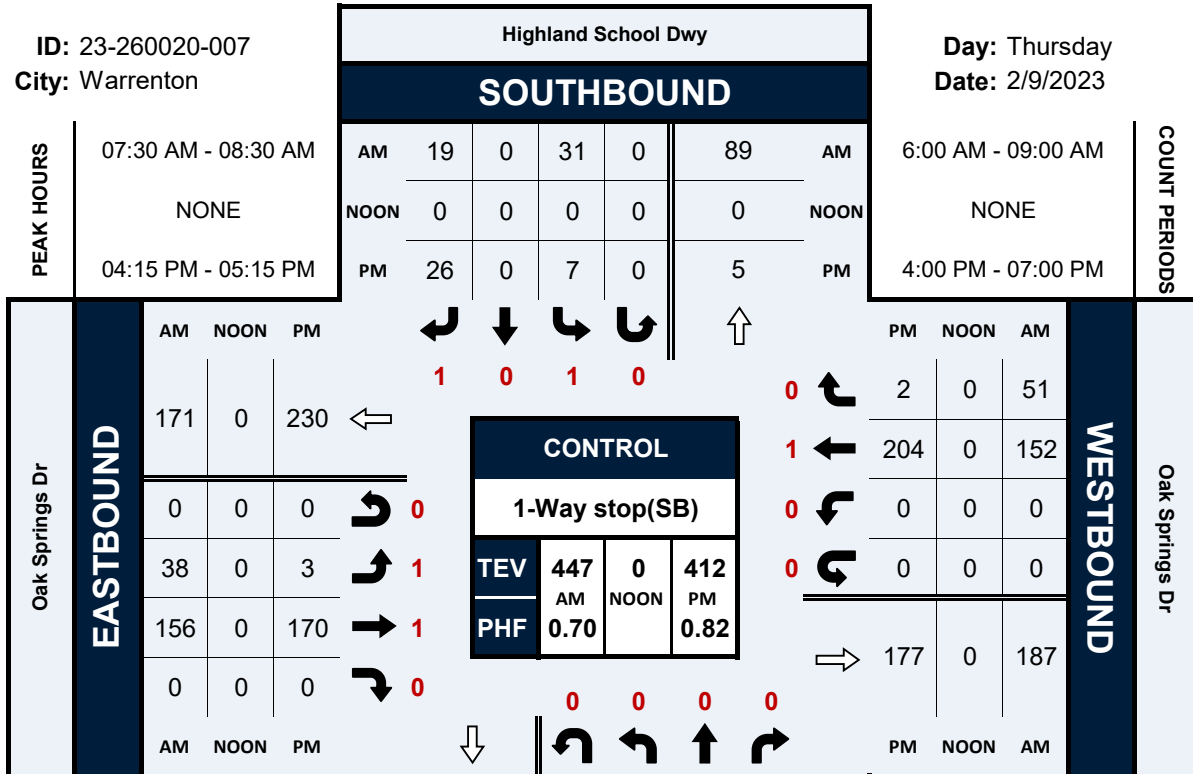 ID: 23-260020-007
City: Warrenton
Highland School Dwy
SOUTHBOUND
Day: Thursday
Date: 2/9/2023
PEAK HOURS
07:30 AM - 08:30 AM
NONE
04:15 PM - 05:15 PM
AM 19 0 31 0 89 AM
NOON 0 0 0 0 0 NOON
PM 26 0 7 0 5 PM
6:00 AM - 09:00 AM
NONE
4:00 PM - 07:00 PM
COUNT PERIODS
1 0 1 0
Oak Springs Dr
EASTBOUND
AM NOON PM
171 0 230
0 0 0 0
38 0 3 1
156 0 170 1
0 0 0 0
AM NOON PM
CONTROL
1-Way stop(SB)
TEV 447 0 412
AM NOON PM
PHF 0.70 0.82
PM NOON AM
0 2 0 51
1 204 0 152
0 0 0 0
0 0 0 0
177 0 187
PM NOON AM
WESTBOUND
Oak Springs Dr
0 0 0 0